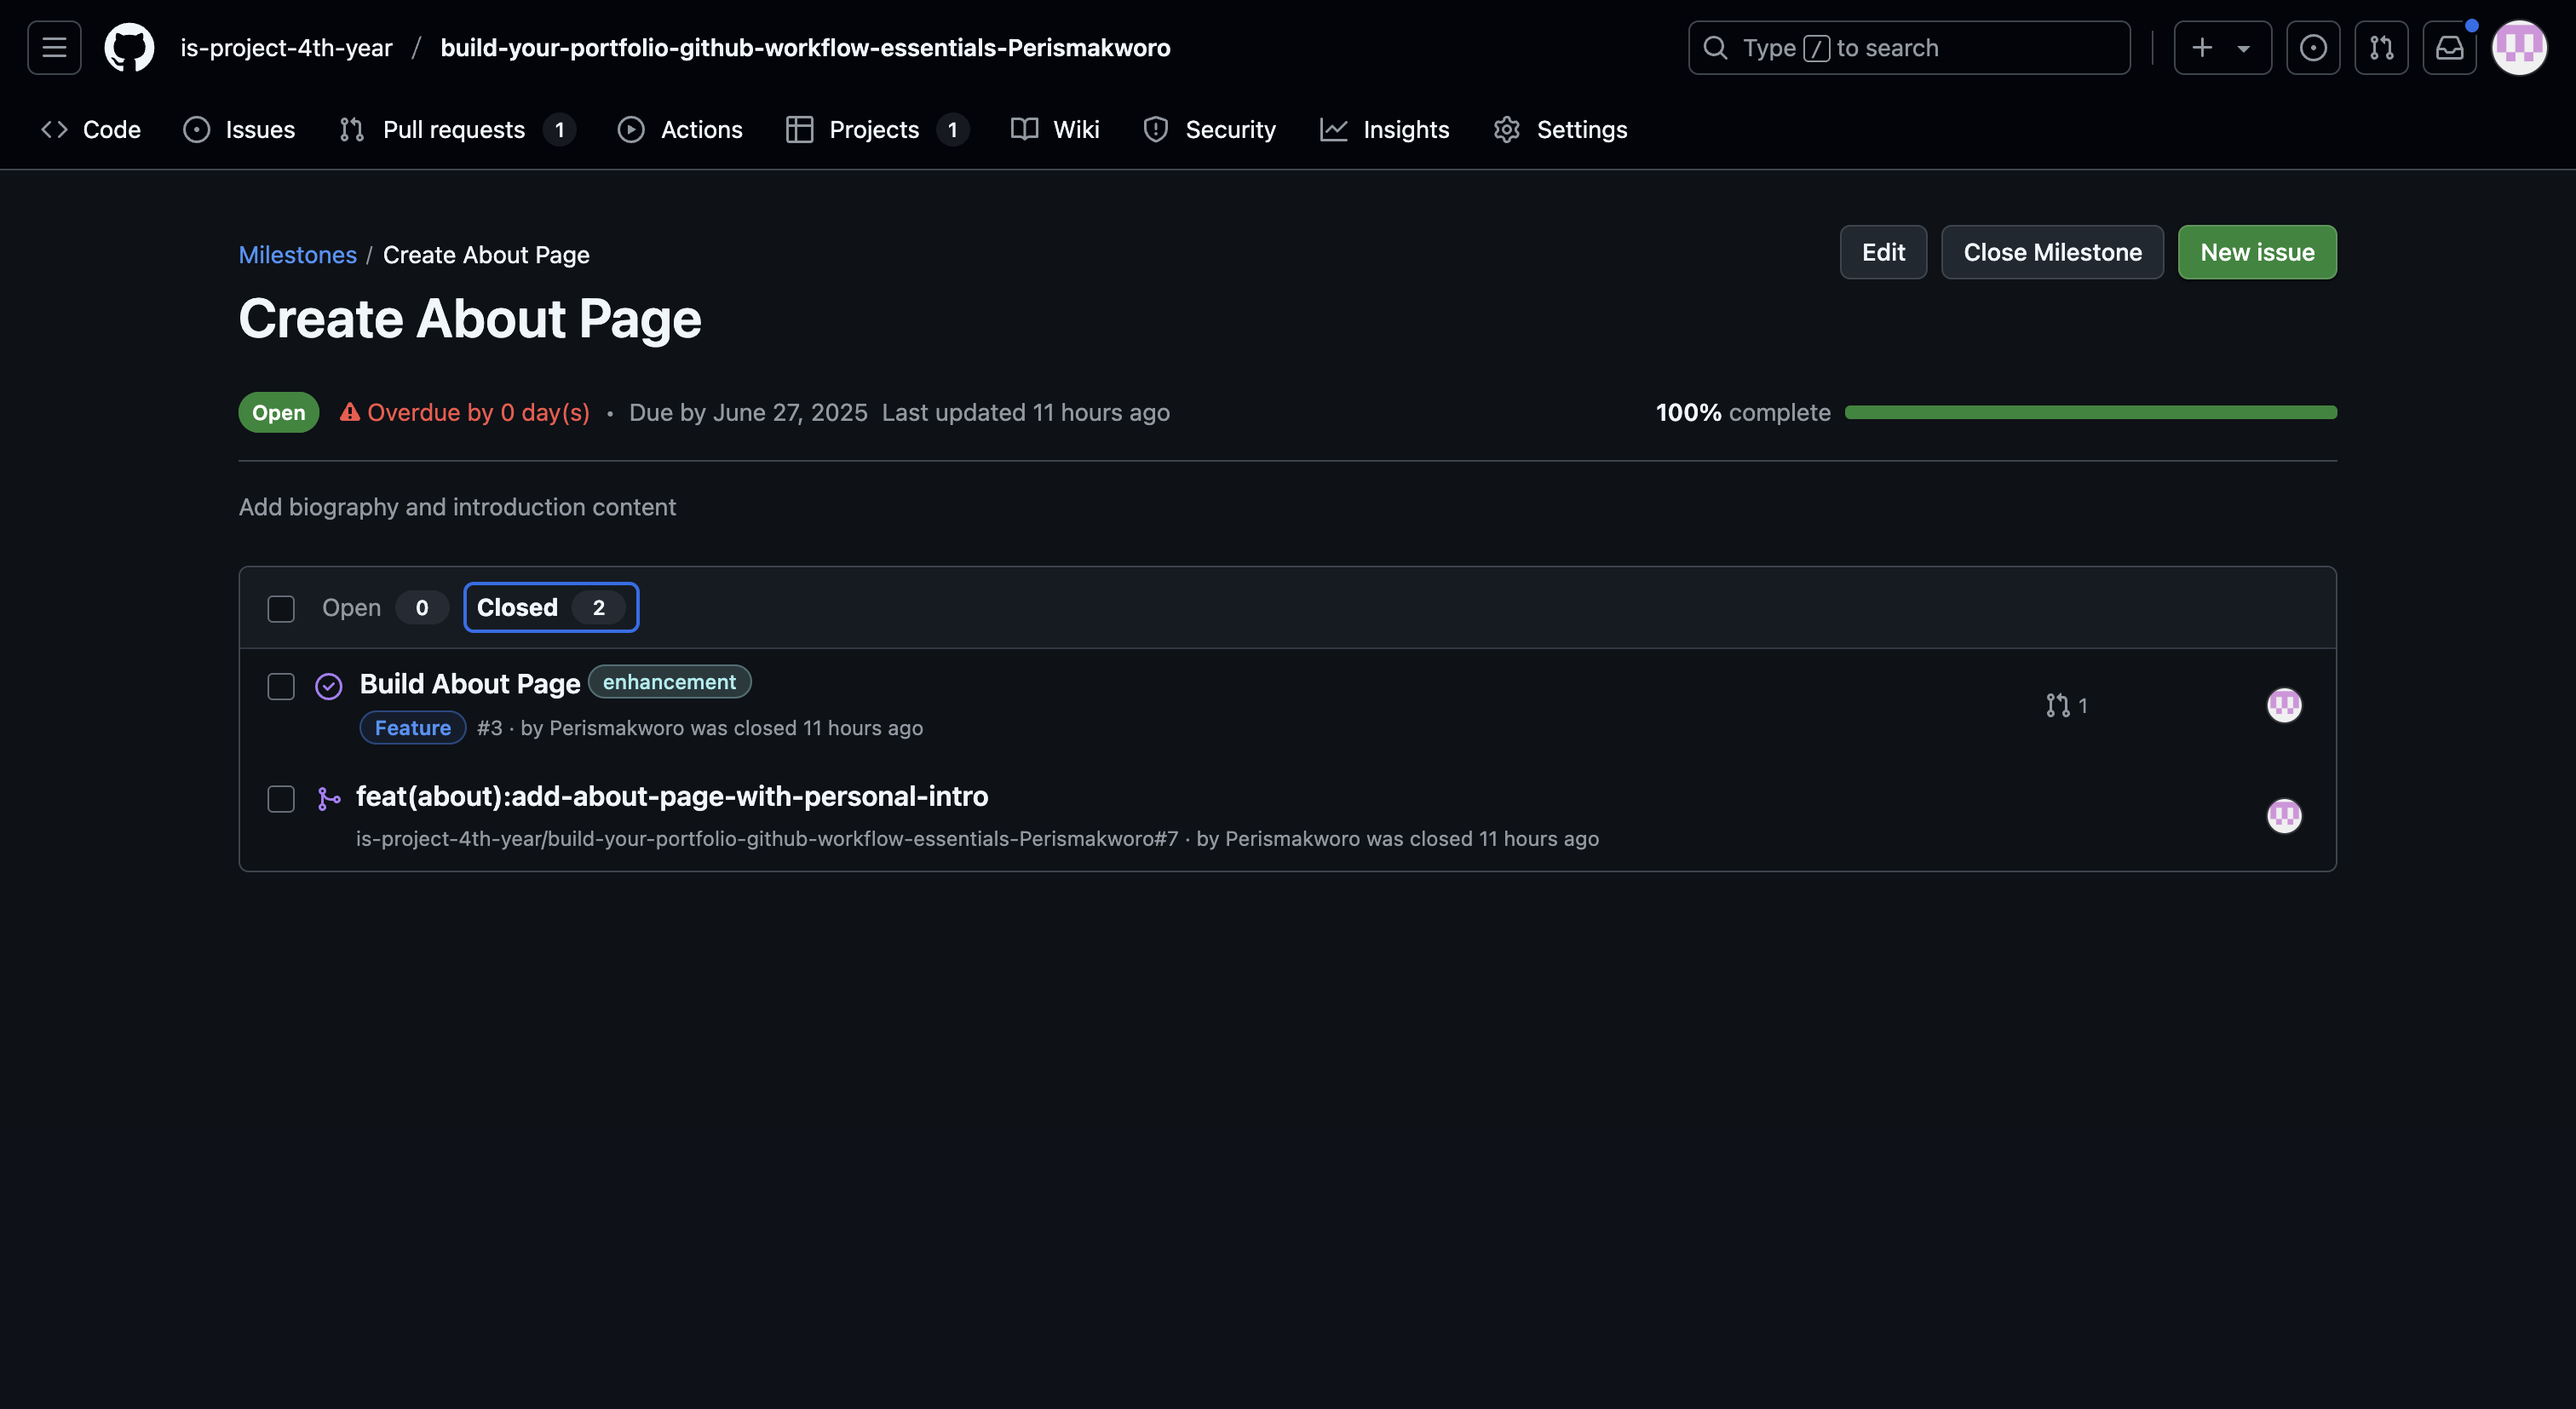 is-project-4th-year / build-your-portfolio-github-workflow-essentials-Perismakworo
Type / to search
Code Issues Pull requests 1 Actions Projects 1 Wiki Security Insights Settings
Milestones / Create About Page
Edit Close Milestone New issue
Create About Page
Open Overdue by 0 day(s) • Due by June 27, 2025 Last updated 11 hours ago 100% complete
Add biography and introduction content
Open 0 Closed 2
Build About Page enhancement
Feature #3 · by Perismakworo was closed 11 hours ago
1
feat(about):add-about-page-with-personal-intro
is-project-4th-year/build-your-portfolio-github-workflow-essentials-Perismakworo#7 · by Perismakworo was closed 11 hours ago